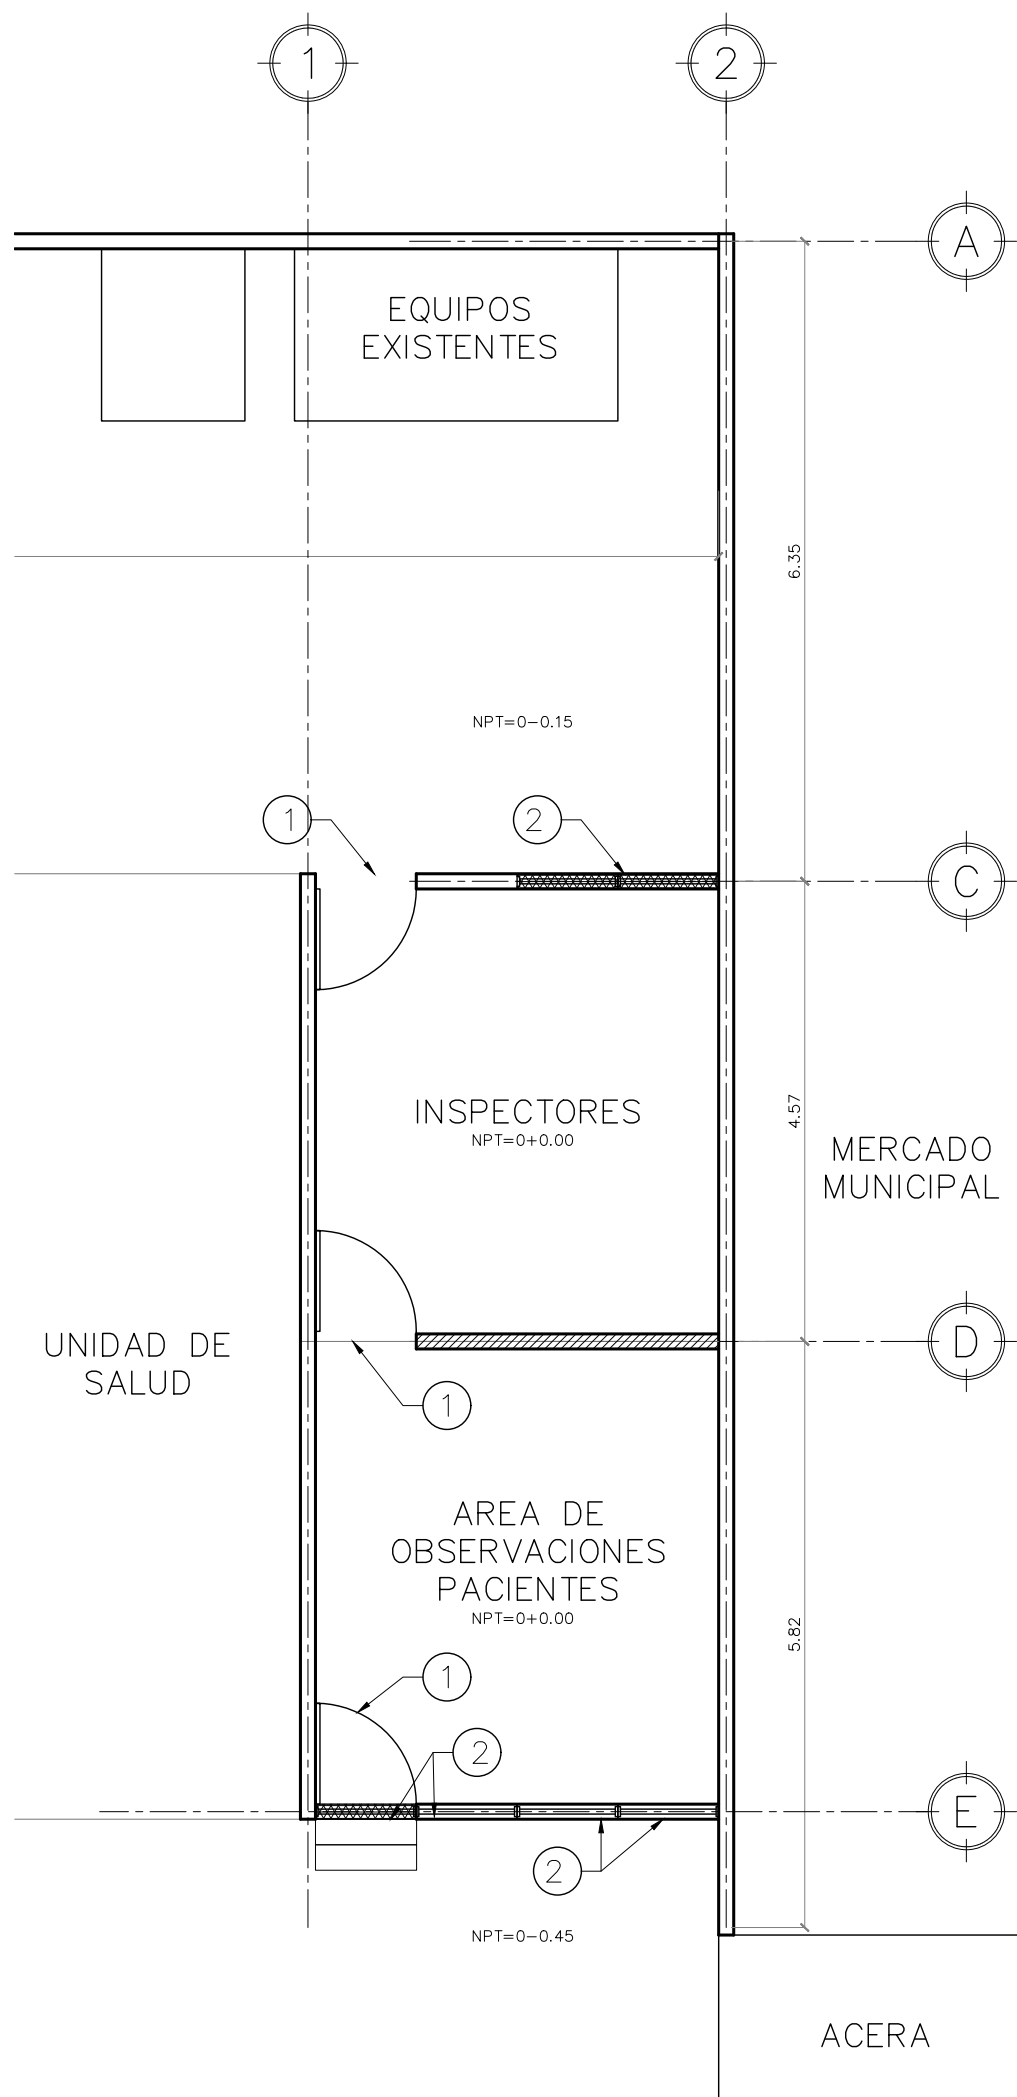 1
2
A
EQUIPOS
EXISTENTES
6.35
NPT=0-0.15
1
2
C
INSPECTORES
NPT=0+0.00
4.57
MERCADO
MUNICIPAL
UNIDAD DE
SALUD
D
1
AREA DE
OBSERVACIONES
PACIENTES
NPT=0+0.00
5.82
1
2
E
2
NPT=0-0.45
ACERA